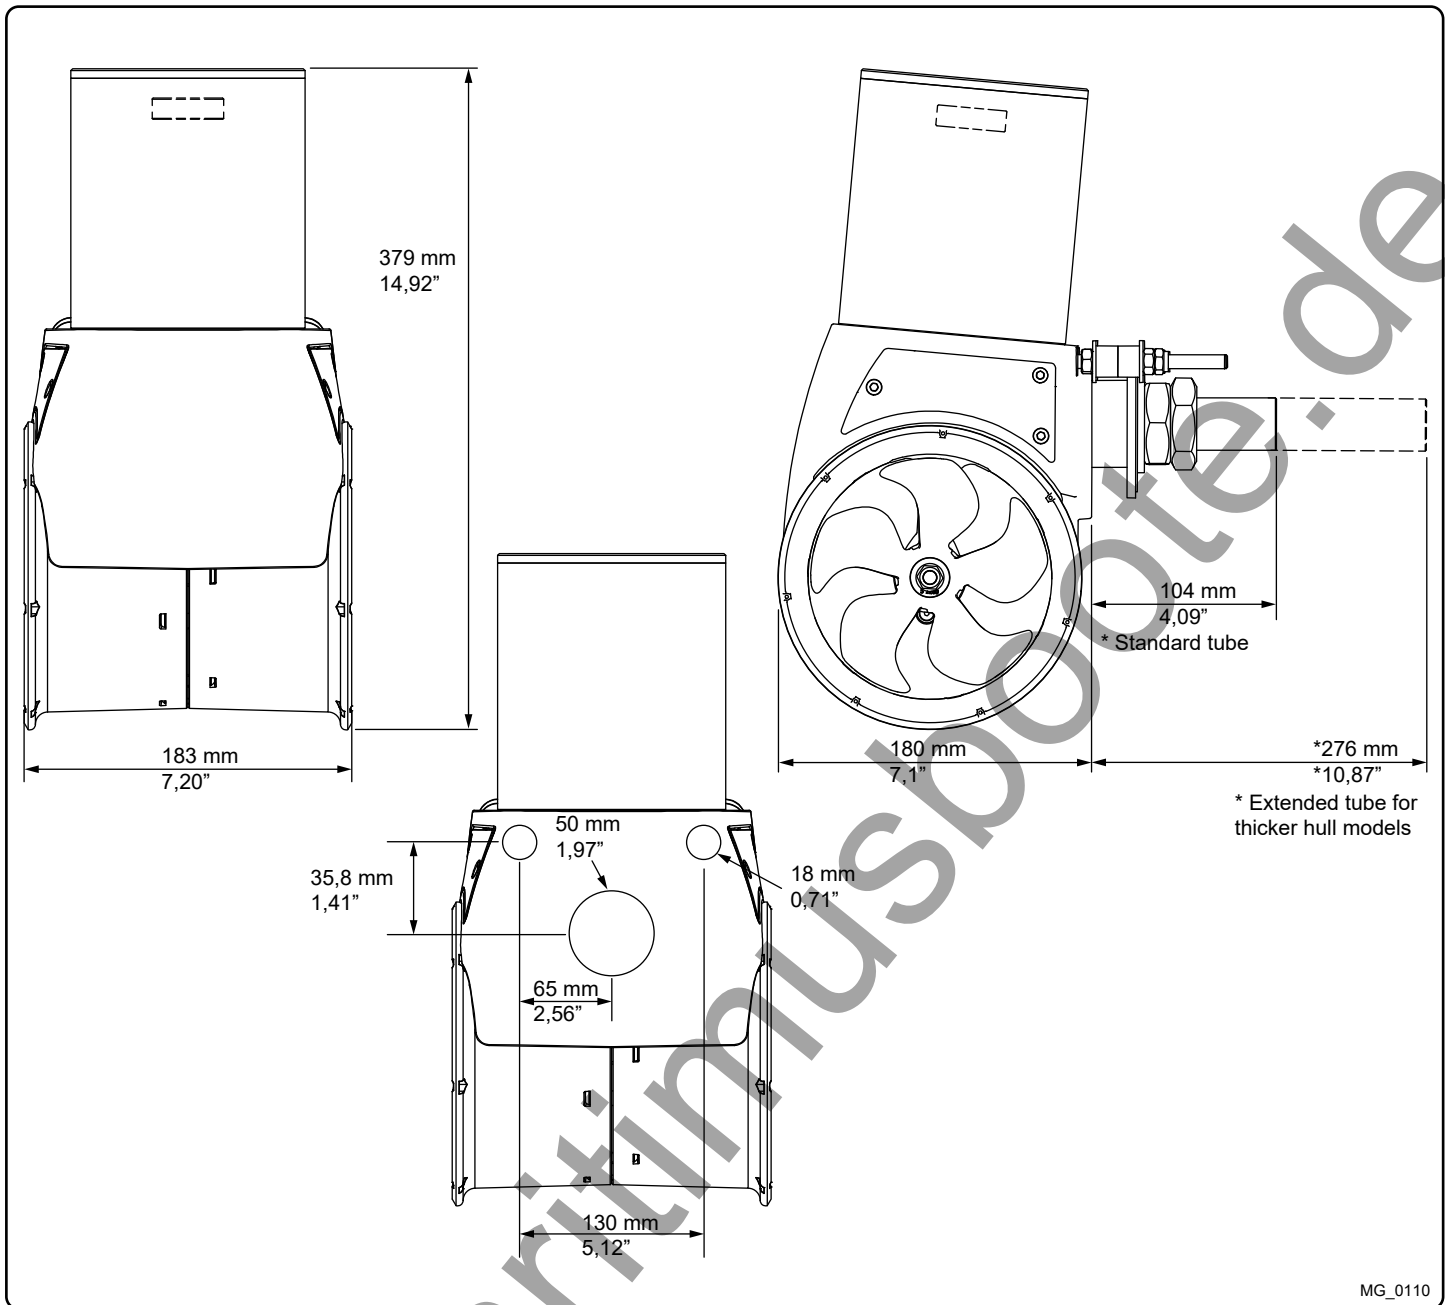 379 mm
14,92”
183 mm
7,20”
104 mm
4,09”
* Standard tube
180 mm
7,1”
*276 mm
*10,87”
* Extended tube for
thicker hull models
50 mm
1,97”
35,8 mm
1,41”
18 mm
0,71”
65 mm
2,56”
130 mm
5,12”
MG_0110
eritimusboote.de